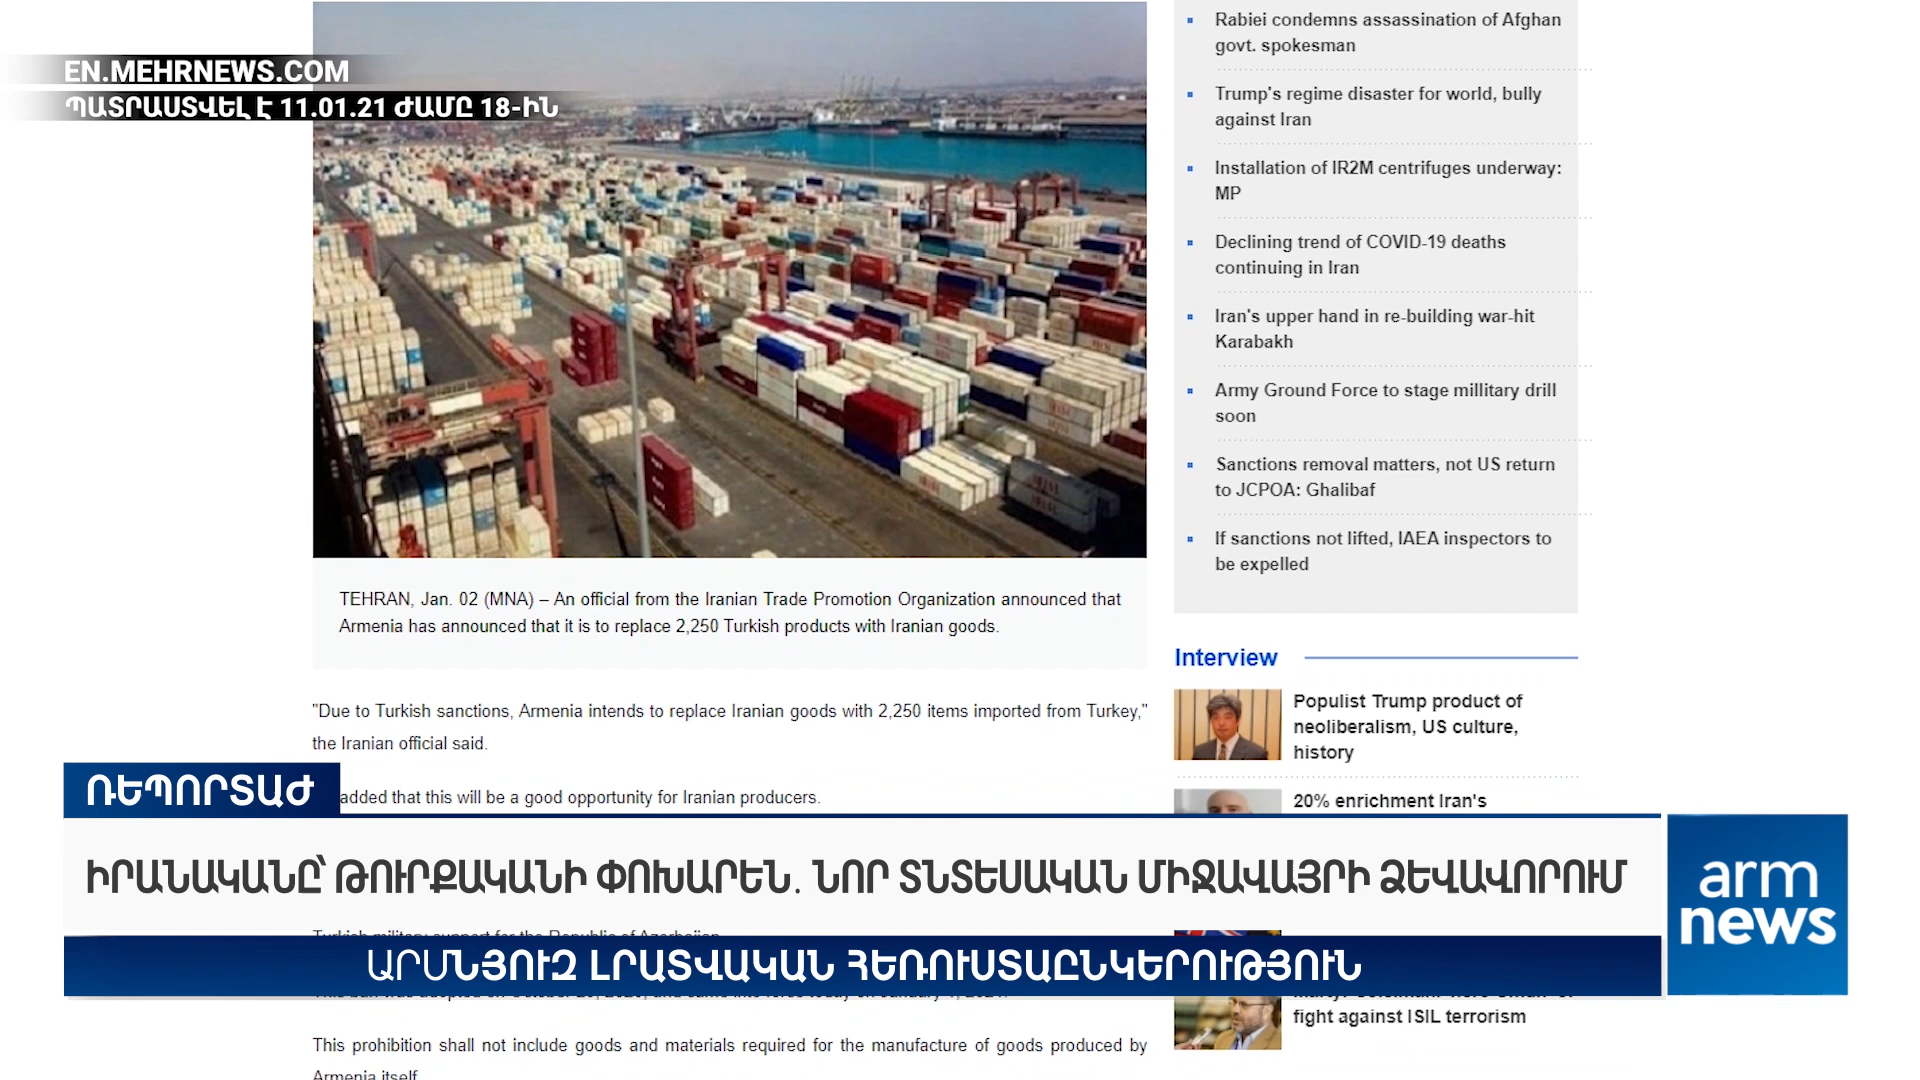 EN.MEHRNEWS.COM
ՊԱՏՐԱՍՏՎԵԼ Է 11.01.21 ԺԱՄԸ 18-ԻՆ
TEHRAN, Jan. 02 (MNA) – An official from the Iranian Trade Promotion Organization announced that
Armenia has announced that it is to replace 2,250 Turkish products with Iranian goods.
"Due to Turkish sanctions, Armenia intends to replace Iranian goods with 2,250 items imported from Turkey,"
the Iranian official said.
added that this will be a good opportunity for Iranian producers.
This prohibition shall not include goods and materials required for the manufacture of goods produced by
Armenia itself
Rabiei condemns assassination of Afghan
govt. spokesman
Trump's regime disaster for world, bully
against Iran
Installation of IR2M centrifuges underway:
MP
Declining trend of COVID-19 deaths
continuing in Iran
Iran's upper hand in re-building war-hit
Karabakh
Army Ground Force to stage millitary drill
soon
Sanctions removal matters, not US return
to JCPOA: Ghalibaf
If sanctions not lifted, IAEA inspectors to
be expelled
Interview
Populist Trump product of
neoliberalism, US culture,
history
20% enrichment Iran's
fight against ISIL terrorism
ՌԵՊՈՐՏԱԺ
ԻՐԱՆԱԿԱՆԸ՝ ԹՈՒՐՔԱԿԱՆԻ ՓՈԽԱՐԵՆ. ՆՈՐ ՏՆՏԵՍԱԿԱՆ ՄԻՋԱՎԱՅՐԻ ՁԵՎԱՎՈՐՈՒՄ
ԱՐՄՆՅՈՒԶ ԼՐԱՏՎԱԿԱՆ ՀԵՌՈՒՍՏԱԸՆԿԵՐՈՒԹՅՈՒՆ
arm
news